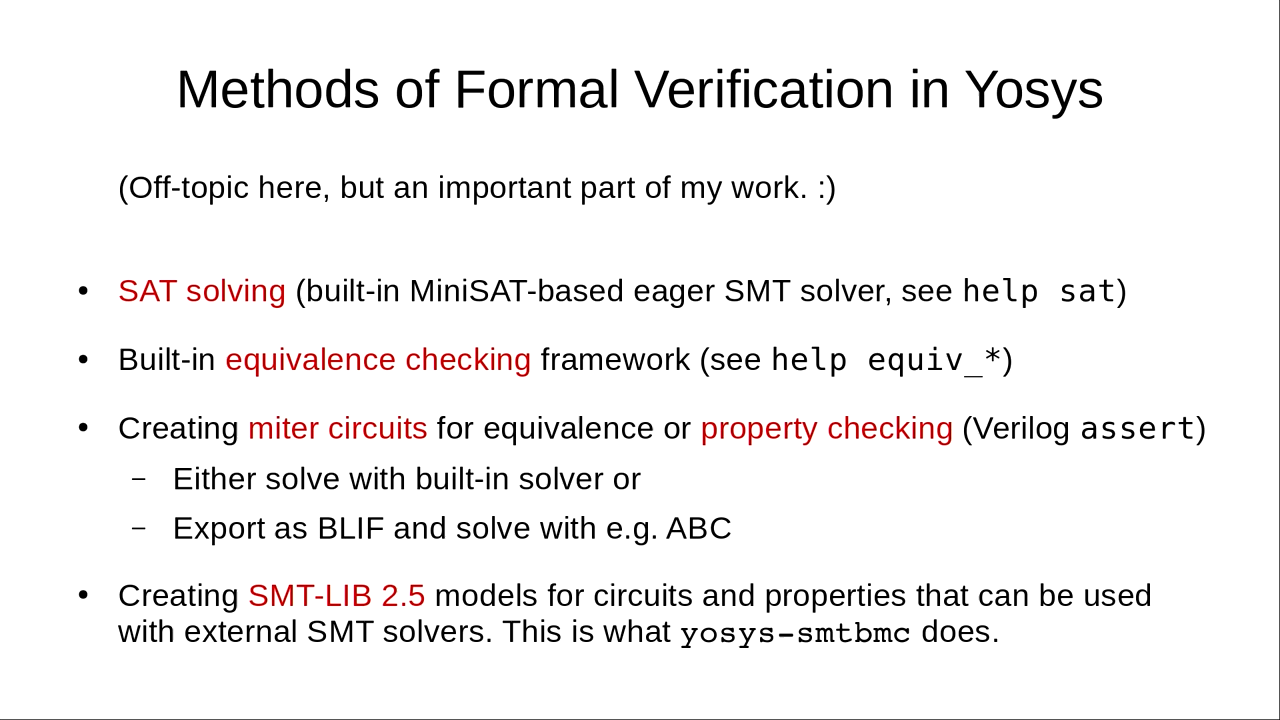 Methods of Formal Verification in Yosys
(Off-topic here, but an important part of my work. :)
• SAT solving (built-in MiniSAT-based eager SMT solver, see help sat)
• Built-in equivalence checking framework (see help equiv_*)
• Creating miter circuits for equivalence or property checking (Verilog assert)
– Either solve with built-in solver or
– Export as BLIF and solve with e.g. ABC
• Creating SMT-LIB 2.5 models for circuits and properties that can be used
with external SMT solvers. This is what yosys-smtbmc does.